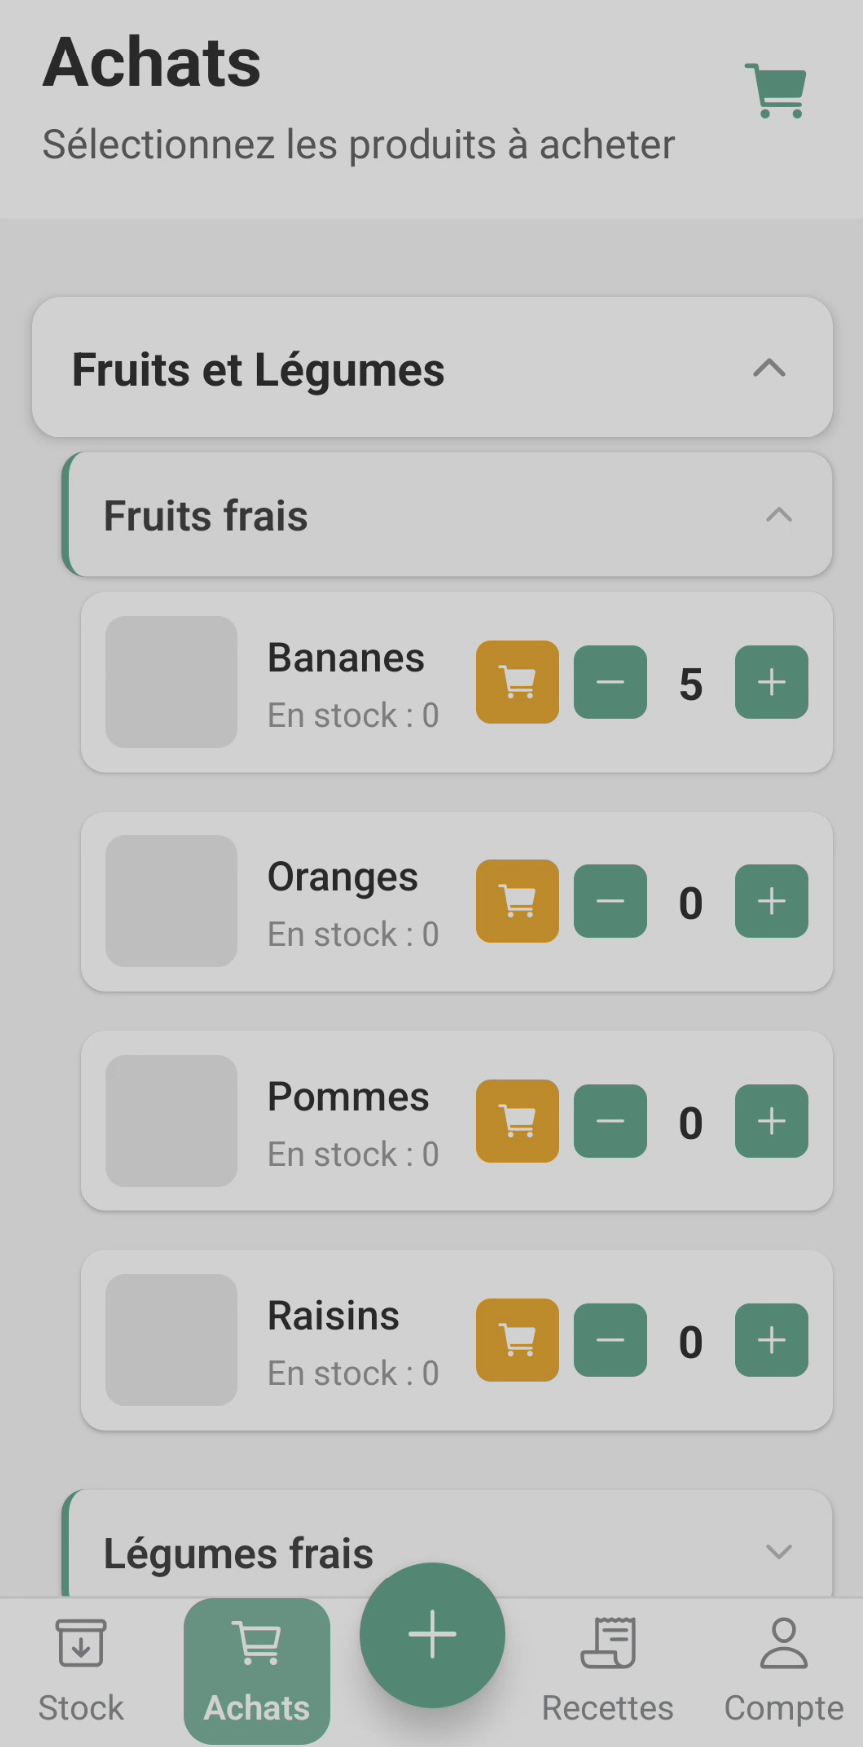 Achats
Sélectionnez les produits à acheter
Fruits et Légumes
Fruits frais
Bananes
En stock : 0
5
Oranges
En stock : 0
0
Pommes
En stock : 0
0
Raisins
En stock : 0
0
Légumes frais
Stock
Achats
Recettes
Compte